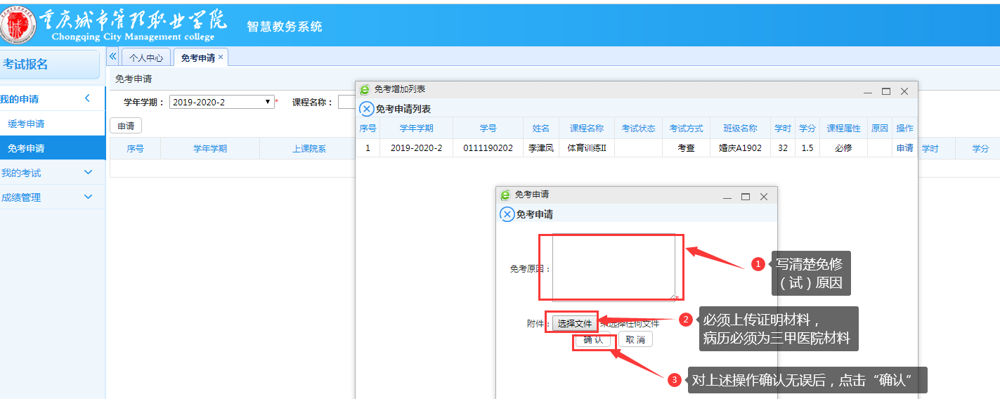 重庆城市管理职业学院
Chongqing City Management college
智慧教务系统
考试报名
我的申请
缓考申请
免考申请
我的考试
成绩管理
个人中心
免考申请
免考申请
学年学期： 2019-2020-2 * 课程名称：
申请
序号 学年学期 上课院系 学时 学分
免考增加列表
免考申请列表
序号 学年学期 学号 姓名 课程名称 考试状态 考试方式 班级名称 学时 学分 课程属性 原因 操作
1 2019-2020-2 0111190202 李津凤 体育训练II 考查 婚庆A1902 32 1.5 必修 申请
免考申请
免考申请
免考原因： *
附件： 选择文件 未选择任何文件
确 认 取 消
1 写清楚免修
（试）原因
2 必须上传证明材料，
病历必须为三甲医院材料
3 对上述操作确认无误后，点击“确认”